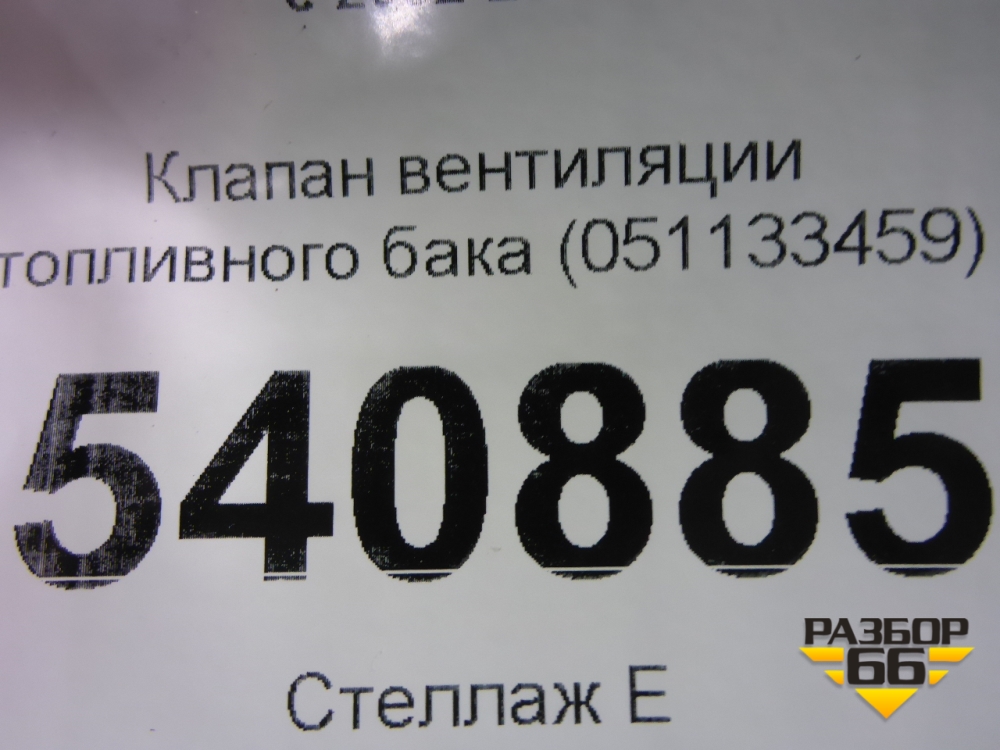 Клапан вентиляции
топливного бака (051133459)
540885
Стеллаж Е
РАЗБОР
66